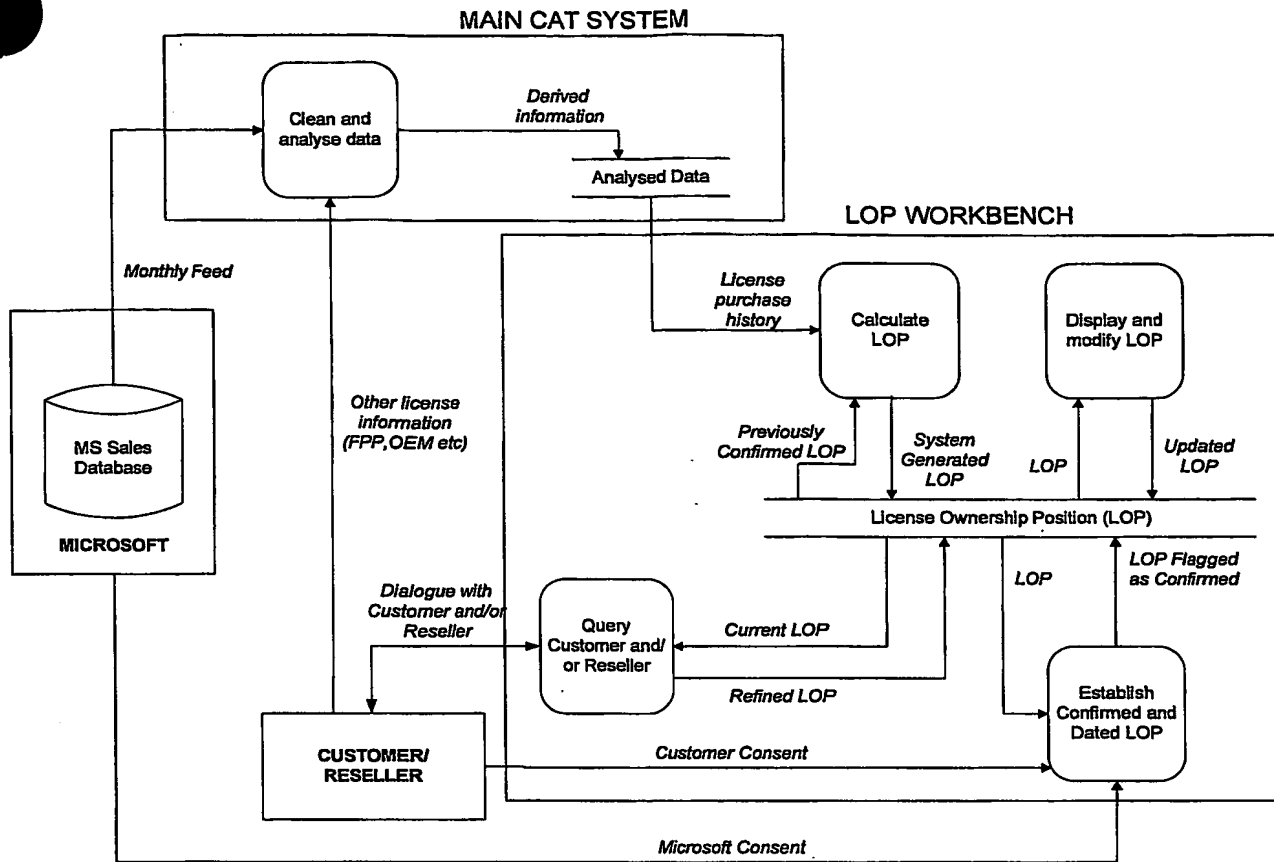 MAIN CAT SYSTEM
Clean and
analyse data
Derived
information
Analysed Data
LOP WORKBENCH
Monthly Feed
License
purchase
history
Calculate
LOP
Display and
modify LOP
MS Sales
Database
MICROSOFT
Other license
information
(FPP,OEM etc)
Previously
Confirmed LOP
System
Generated
LOP
LOP
Updated
LOP
License Ownership Position (LOP)
Dialogue with
Customer and/or
Reseller
Query
Customer and/
or Reseller
Current LOP
Refined LOP
LOP
LOP Flagged
as Confirmed
Establish
Confirmed and
Dated LOP
CUSTOMER/
RESELLER
Customer Consent
Microsoft Consent